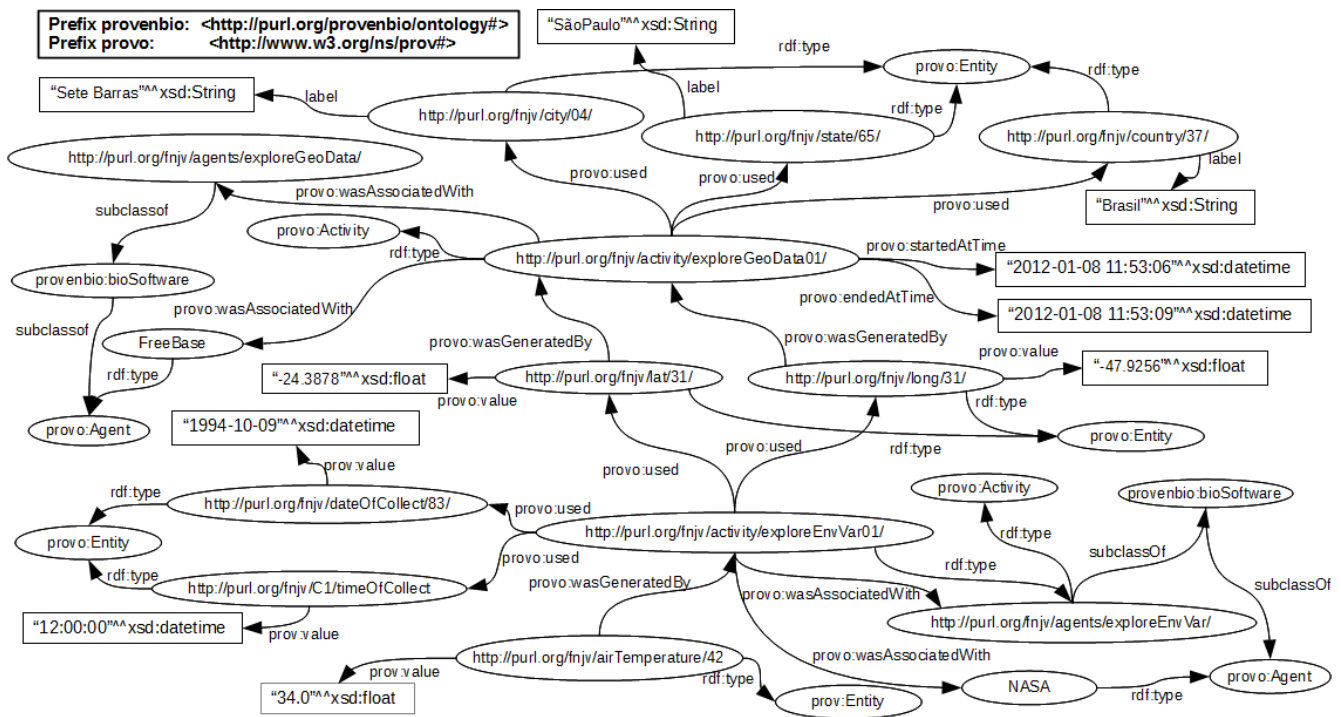 Prefix provenbio: <http://purl.org/provenbio/ontology#>
Prefix provo: <http://www.w3.org/ns/prov#>
“SãoPaulo”^^xsd:String
rdf:type
provo:Entity
rdf:type
“Sete Barras”^^xsd:String
label
label
rdf:type
http://purl.org/fnjv/city/04/
http://purl.org/fnjv/state/65/
http://purl.org/fnjv/country/37/
http://purl.org/fnjv/agents/exploreGeoData/
label
provo:used
provo:used
provo:wasAssociatedWith
provo:used
“Brasil”^^xsd:String
subclassof
provo:Activity
rdf:type
provo:startedAtTime
http://purl.org/fnjv/activity/exploreGeoData01/
“2012-01-08 11:53:06”^^xsd:datetime
provenbio:bioSoftware
provo:wasAssociatedWith
provo:endedAtTime
“2012-01-08 11:53:09”^^xsd:datetime
subclassof
FreeBase
provo:wasGeneratedBy
provo:wasGeneratedBy
provo:value
rdf:type
“-24.3878”^^xsd:float
http://purl.org/fnjv/lat/31/
http://purl.org/fnjv/long/31/
“-47.9256”^^xsd:float
provo:value
rdf:type
provo:Agent
“1994-10-09”^^xsd:datetime
provo:Entity
provo:used
rdf:type
prov:value
provo:used
rdf:type
http://purl.org/fnjv/dateOfCollect/83/
provo:Activity
provenbio:bioSoftware
provo:used
rdf:type
provo:Entity
http://purl.org/fnjv/activity/exploreEnvVar01/
subclassOf
rdf:type
provo:used
rdf:type
http://purl.org/fnjv/C1/timeOfCollect
provo:wasGeneratedBy
subclassOf
provo:wasAssociatedWith
“12:00:00”^^xsd:datetime
prov:value
http://purl.org/fnjv/agents/exploreEnvVar/
provo:wasAssociatedWith
http://purl.org/fnjv/airTemperature/42
prov:value
rdf:type
NASA
rdf:type
provo:Agent
“34.0”^^xsd:float
prov:Entity